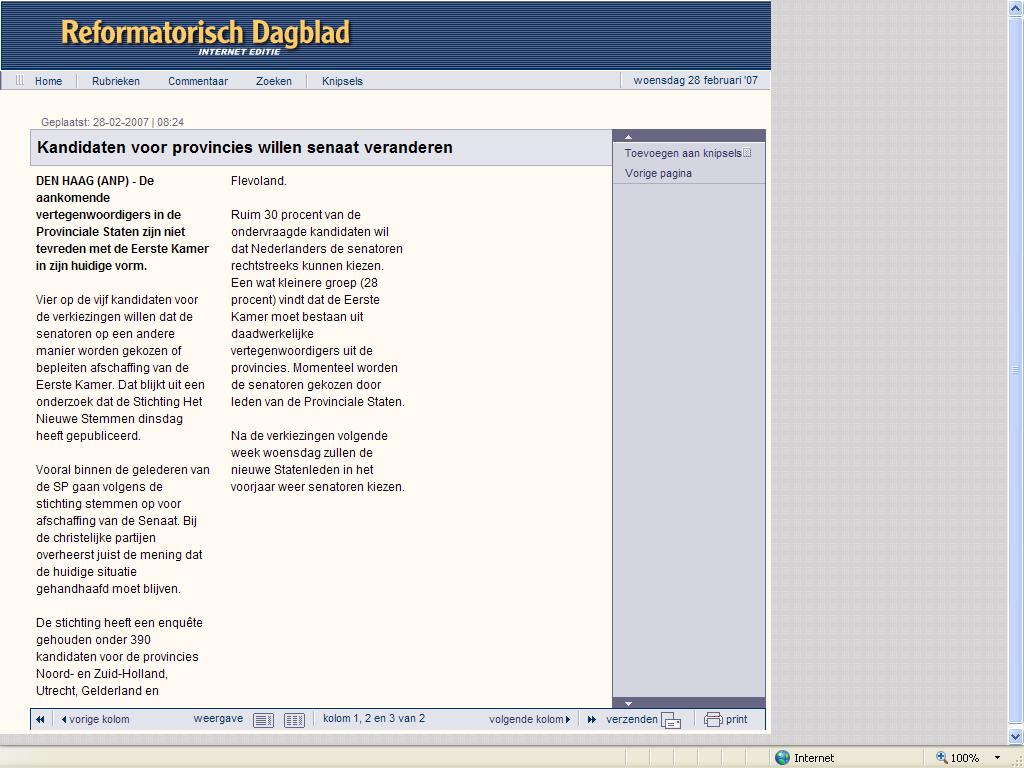 Reformatorisch Dagblad
INTERNET EDITIE
Home
Rubrieken
Commentaar
Zoeken
Knipsels
woensdag 28 februari '07
Geplaatst: 28-02-2007 | 08:24
Kandidaten voor provincies willen senaat veranderen
DEN HAAG (ANP) - De
aankomende
vertegenwoordigers in de
Provinciale Staten zijn niet
tevreden met de Eerste Kamer
in zijn huidige vorm.
Vier op de vijf kandidaten voor
de verkiezingen willen dat de
senatoren op een andere
manier worden gekozen of
bepleiten afschaffing van de
Eerste Kamer. Dat blijkt uit een
onderzoek dat de Stichting Het
Nieuwe Stemmen dinsdag
heeft gepubliceerd.
Vooral binnen de gelederen van
de SP gaan volgens de
stichting stemmen op voor
afschaffing van de Senaat. Bij
de christelijke partijen
overheerst juist de mening dat
de huidige situatie
gehandhaafd moet blijven.
De stichting heeft een enquête
gehouden onder 390
kandidaten voor de provincies
Noord- en Zuid-Holland,
Utrecht, Gelderland en
Flevoland.
Ruim 30 procent van de
ondervraagde kandidaten wil
dat Nederlanders de senatoren
rechtstreeks kunnen kiezen.
Een wat kleinere groep (28
procent) vindt dat de Eerste
Kamer moet bestaan uit
daadwerkelijke
vertegenwoordigers uit de
provincies. Momenteel worden
de senatoren gekozen door
leden van de Provinciale Staten.
Na de verkiezingen volgende
week woensdag zullen de
nieuwe Statenleden in het
voorjaar weer senatoren kiezen.
Toevoegen aan knipsels
Vorige pagina
vorige kolom
weergave
kolom 1, 2 en 3 van 2
volgende kolom
verzenden
print
Internet
100%